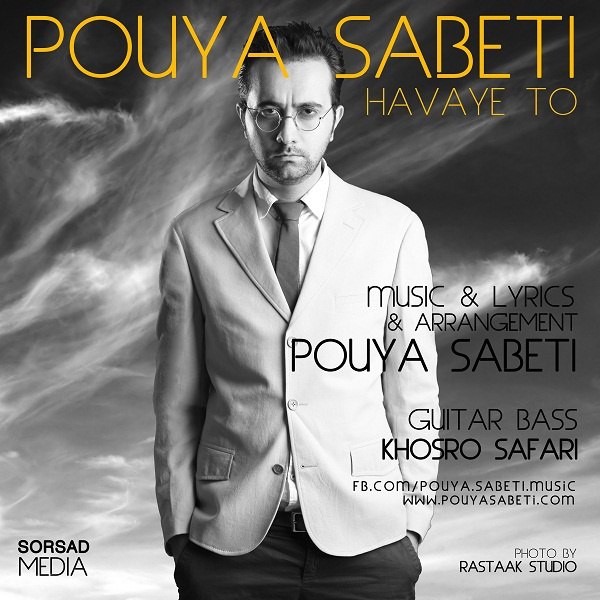 POUYA SABETI
HAVAYE TO
MUSIC & LYRICS
& ARRANGEMENT
POUYA SABETI
GUITAR BASS
KHOSRO SAFARI
FB.COM/POUYA.SABETI.MUSIC
WWW.POUYASABETI.COM
SORSAD
MEDIA
PHOTO BY
RASTAAK STUDIO